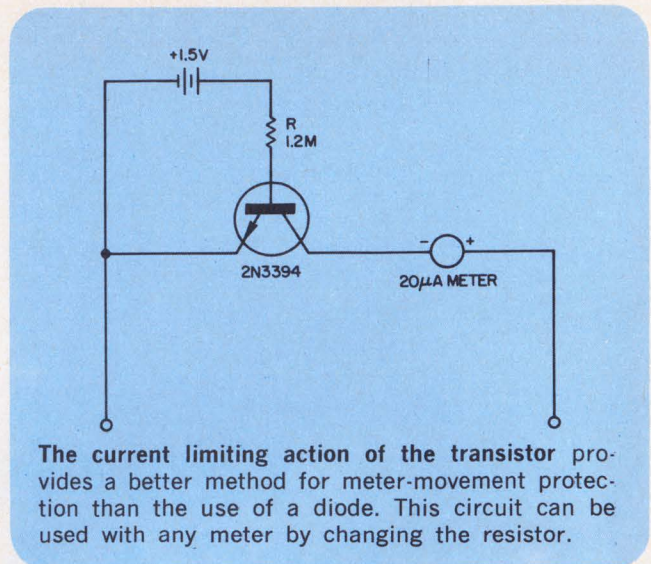 +1.5V
R
1.2M
2N3394
- +
20µA METER
The current limiting action of the transistor pro-
vides a better method for meter-movement protec-
tion than the use of a diode. This circuit can be
used with any meter by changing the resistor.